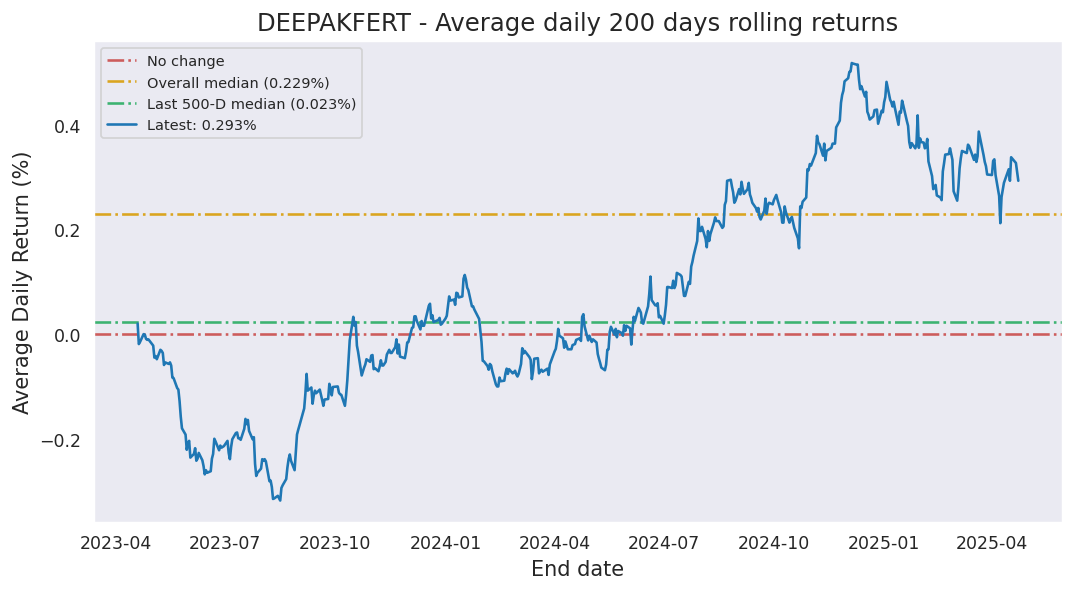 DEEPAKFERT - Average daily 200 days rolling returns
No change
Overall median (0.229%)
Last 500-D median (0.023%)
Latest: 0.293%
Average Daily Return (%)
0.4
0.2
0.0
−0.2
2023-04 2023-07 2023-10 2024-01 2024-04 2024-07 2024-10 2025-01 2025-04
End date